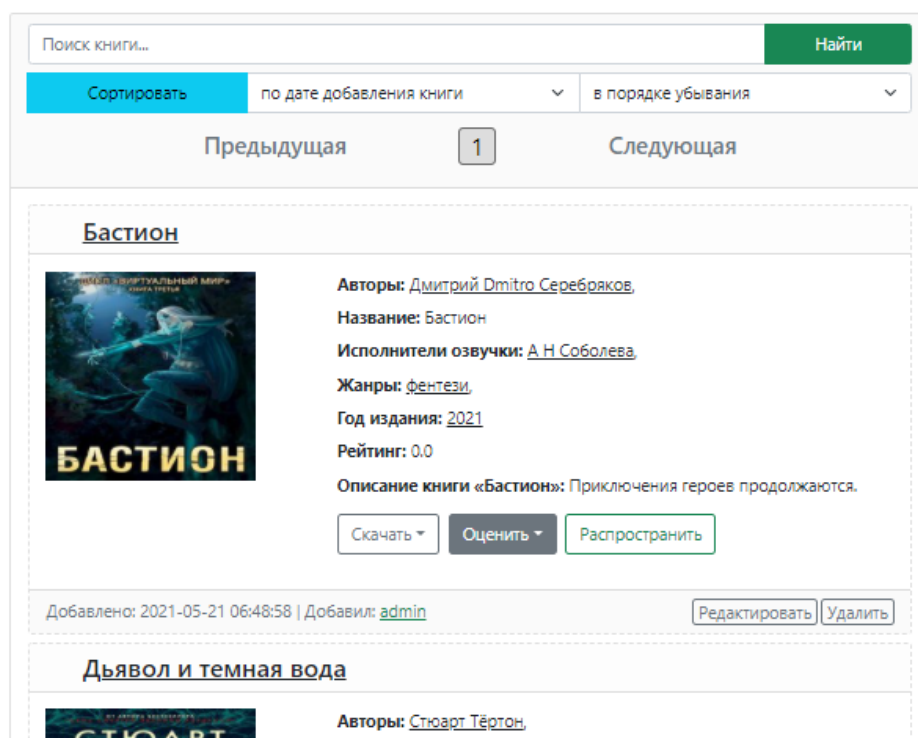 Поиск книги...
Найти
Сортировать
по дате добавления книги
в порядке убывания
Предыдущая
1
Следующая
Бастион
ЦИКЛ «ВИРТУАЛЬНЫЙ МИР»
КНИГА ТРЕТЬЯ
БАСТИОН
Авторы: Дмитрий Dmitro Серебряков,
Название: Бастион
Исполнители озвучки: А Н Соболева,
Жанры: фентези,
Год издания: 2021
Рейтинг: 0.0
Описание книги «Бастион»: Приключения героев продолжаются.
Скачать
Оценить
Распространить
Добавлено: 2021-05-21 06:48:58 | Добавил: admin
Редактировать
Удалить
Дьявол и темная вода
СТЮАРТ
Авторы: Стюарт Тёртон,